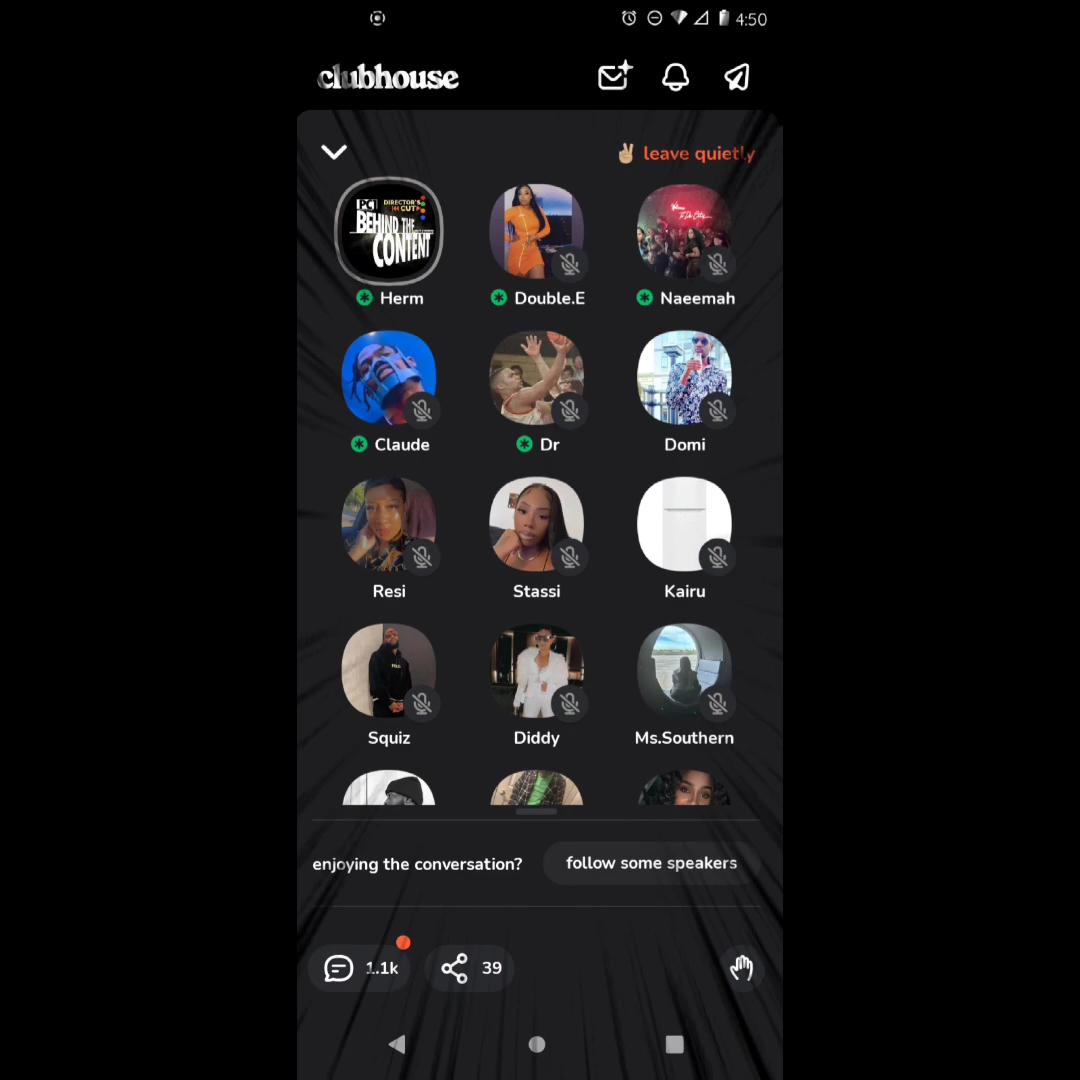 4:50
clubhouse
✌🏼 leave quietly
PC1 DIRECTOR'S CUT
BEHIND THE CONTENT
Herm
Double.E
Naeemah
Claude
Dr
Domi
Resi
Stassi
Kairu
Squiz
Diddy
Ms.Southern
enjoying the conversation?
follow some speakers
1.1k
39